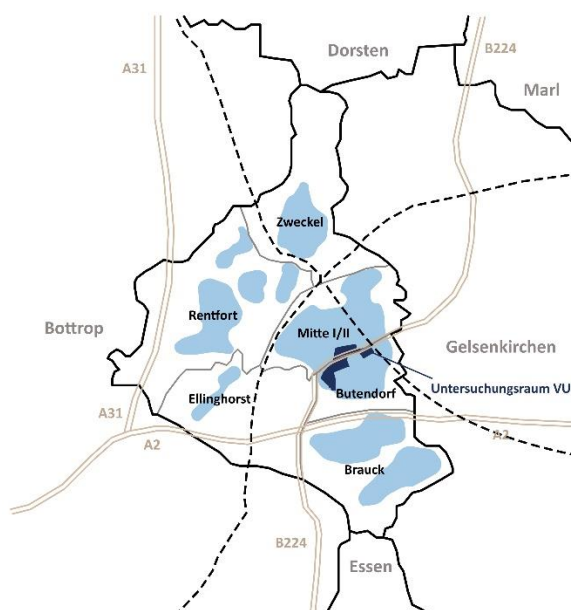 Dorsten
B224
A31
Marl
Zweckel
Rentfort
Mitte I/II
Bottrop
Gelsenkirchen
Untersuchungsraum VU
Ellinghorst
Butendorf
A31
A2
A2
Brauck
B224
Essen